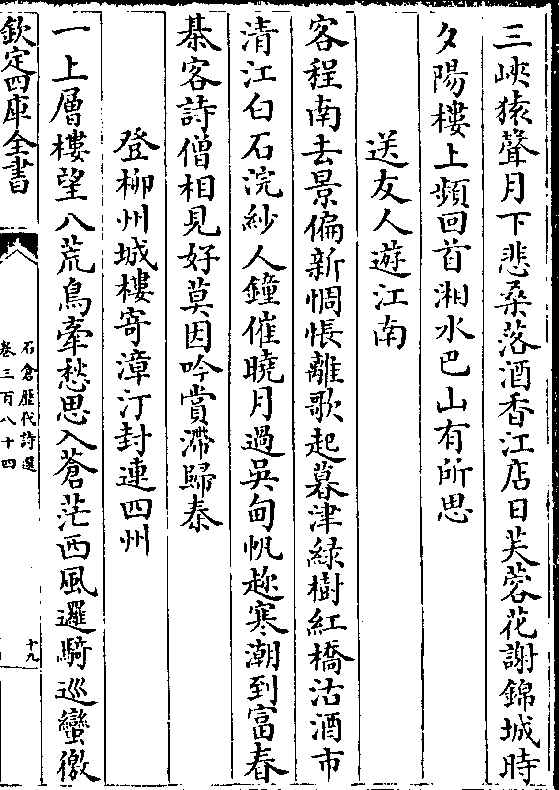 三峽猿聲月下悲桑落酒香江店日芙蓉花謝錦城時
夕陽樓上頻回首湘水巴山有所思
送友人遊江南
客程南去景偏新惆悵離歌起暮津緑樹紅橋沽酒市
清江白石浣紗人鐘催曉月過吳甸帆趂寒潮到富春
棊客詩僧相見好莫因吟賞滯歸秦
登柳州城樓寄漳汀封連四州
一上層樓望八荒鳥牽愁思入蒼茫西風邏騎巡蠻徼
欽定四庫全書
石倉歷代詩選
卷三百八十四
十九